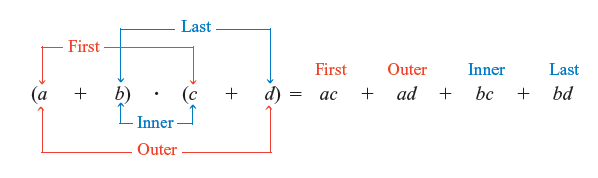 Last
First
First Outer Inner Last
(a + b) · (c + d) = ac + ad + bc + bd
Inner
Outer